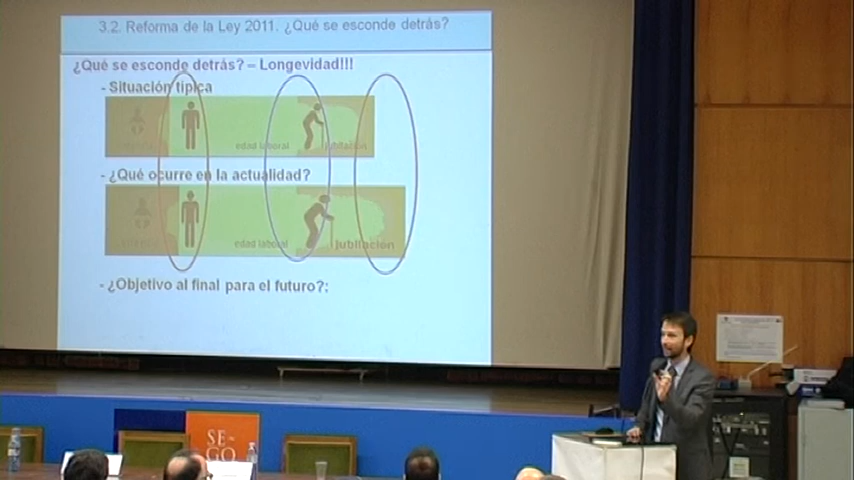 3.2. Reforma de la Ley 2011. ¿Qué se esconde detrás?
¿Qué se esconde detrás? – Longevidad!!!
- Situación típica
edad laboral
jubilación
- ¿Qué ocurre en la actualidad?
edad laboral
jubilación
- ¿Objetivo al final para el futuro?:
SE-
GO